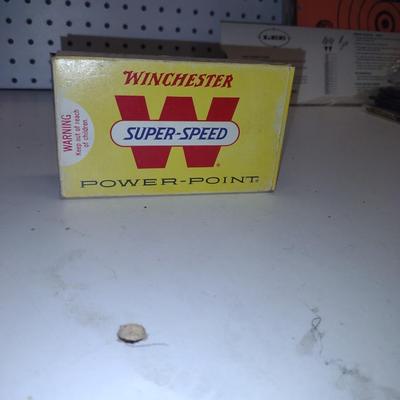 WINCHESTER
W
SUPER-SPEED
®
POWER-POINT®
WARNING
Keep out of reach
of children.